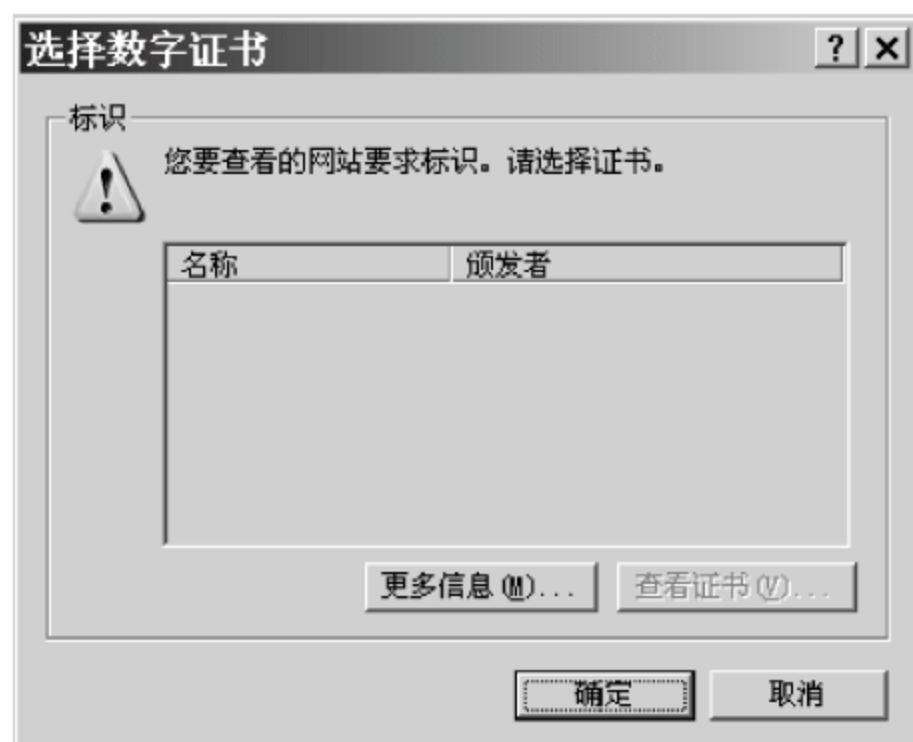 选择数字证书
标识
您要查看的网站要求标识。请选择证书。
名称 颁发者
更多信息(M)... 查看证书(V)...
确定 取消